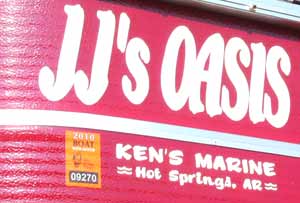 JJ's OASIS
2010
BOAT
09270
KEN'S MARINE
Hot Springs, AR